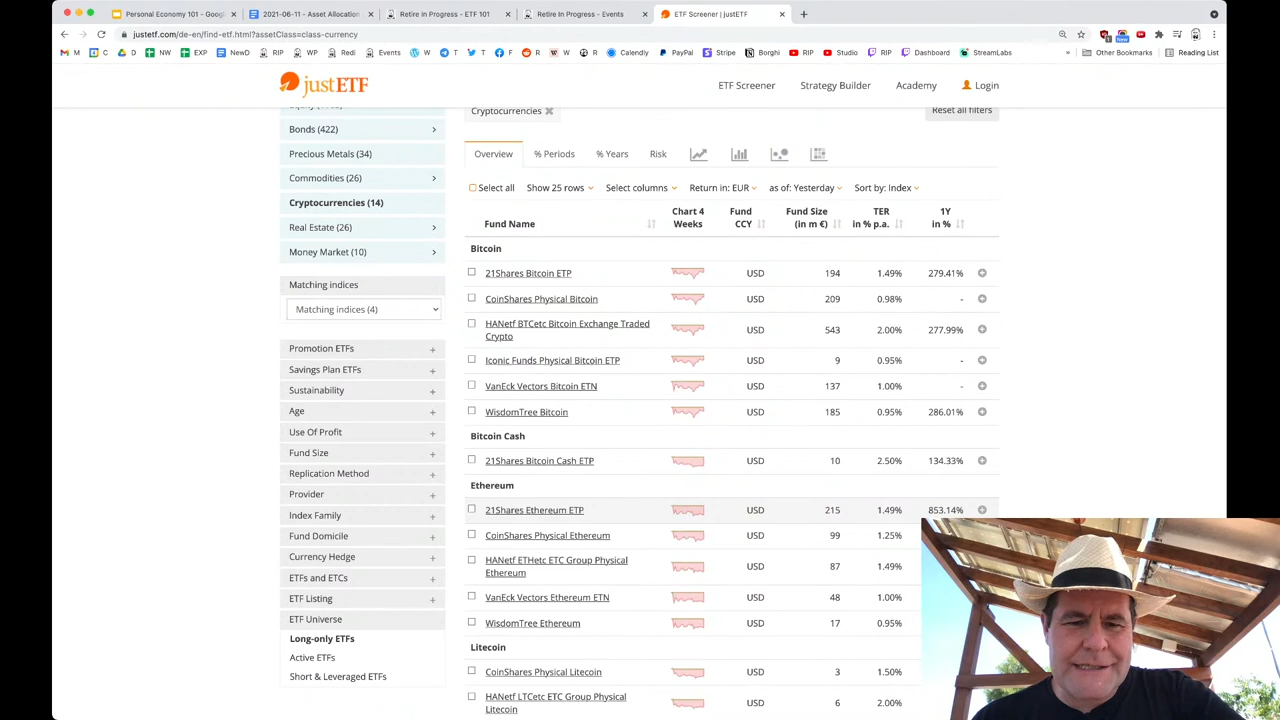 Personal Economy 101 - Googl
2021-06-11 - Asset Allocation
Retire In Progress - ETF 101
Retire In Progress - Events
ETF Screener | justETF
justetf.com/de-en/find-etf.html?assetClass=class-currency
M C NW EXP NewD RIP WP Redi Events W T T F R W R Calendly PayPal Stripe Borghi RIP Studio RIP Dashboard StreamLabs » Other Bookmarks Reading List
justETF
ETF Screener Strategy Builder Academy Login
Bonds (422)
Precious Metals (34)
Commodities (26)
Cryptocurrencies (14)
Real Estate (26)
Money Market (10)
Matching indices
Matching indices (4)
Promotion ETFs +
Savings Plan ETFs +
Sustainability +
Age +
Use Of Profit +
Fund Size +
Replication Method +
Provider +
Index Family +
Fund Domicile +
Currency Hedge +
ETFs and ETCs +
ETF Listing +
ETF Universe
Long-only ETFs
Active ETFs
Short & Leveraged ETFs
Cryptocurrencies
Reset all filters
Overview % Periods % Years Risk
Select all Show 25 rows Select columns Return in: EUR as of: Yesterday Sort by: Index
Fund Name Chart 4 Weeks Fund CCY Fund Size (in m €) TER in % p.a. 1Y in %
Bitcoin
21Shares Bitcoin ETP USD 194 1.49% 279.41%
CoinShares Physical Bitcoin USD 209 0.98% -
HANetf BTCetc Bitcoin Exchange Traded Crypto USD 543 2.00% 277.99%
Iconic Funds Physical Bitcoin ETP USD 9 0.95% -
VanEck Vectors Bitcoin ETN USD 137 1.00% -
WisdomTree Bitcoin USD 185 0.95% 286.01%
Bitcoin Cash
21Shares Bitcoin Cash ETP USD 10 2.50% 134.33%
Ethereum
21Shares Ethereum ETP USD 215 1.49% 853.14%
CoinShares Physical Ethereum USD 99 1.25%
HANetf ETHetc ETC Group Physical Ethereum USD 87 1.49%
VanEck Vectors Ethereum ETN USD 48 1.00%
WisdomTree Ethereum USD 17 0.95%
Litecoin
CoinShares Physical Litecoin USD 3 1.50%
HANetf LTCetc ETC Group Physical Litecoin USD 6 2.00%